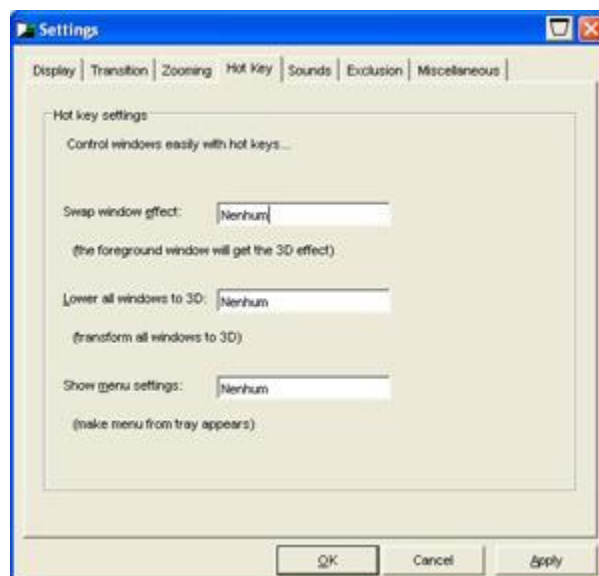 Settings
Display Transition Zooming Hot Key Sounds Exclusion Miscellaneous
Hot key settings
Control windows easily with hot keys...
Swap window effect: Nenhum
(the foreground window will get the 3D effect)
Lower all windows to 3D: Nenhum
(transform all windows to 3D)
Show menu settings: Nenhum
(make menu from tray appears)
OK Cancel Apply